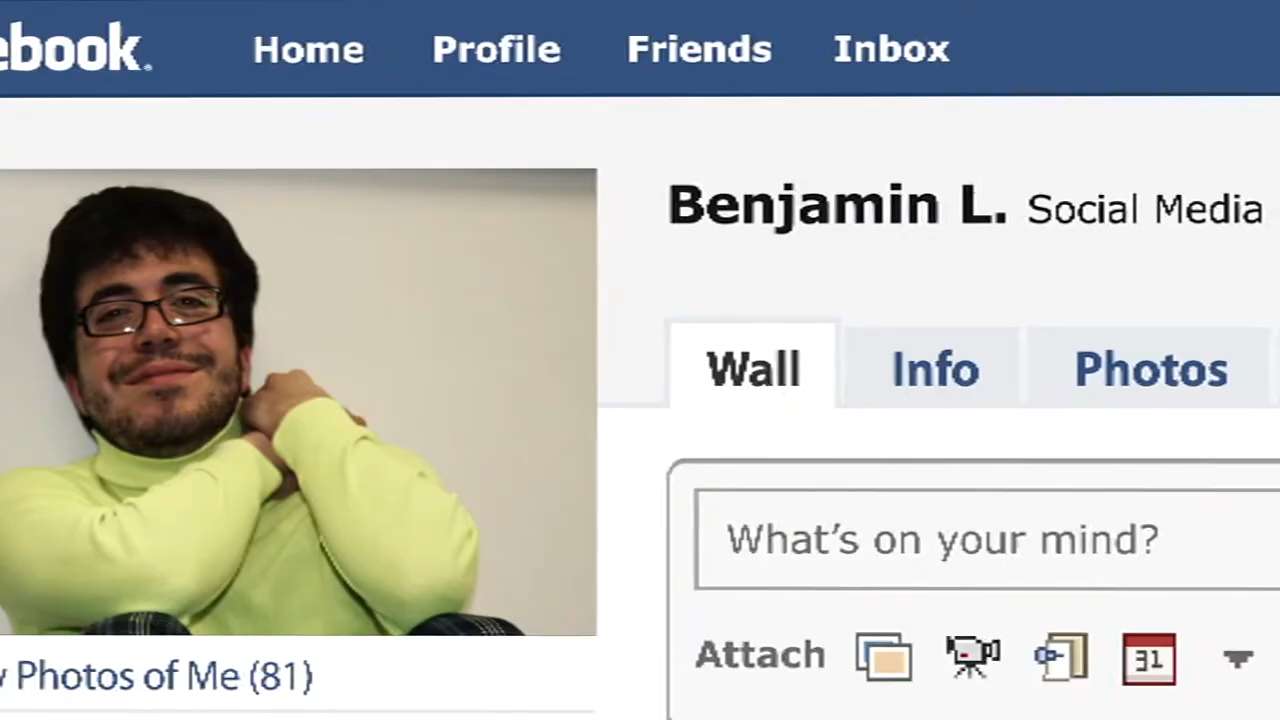 ebook.
Home Profile Friends Inbox
Benjamin L. Social Media
Wall Info Photos
What's on your mind?
Attach 31
Photos of Me (81)